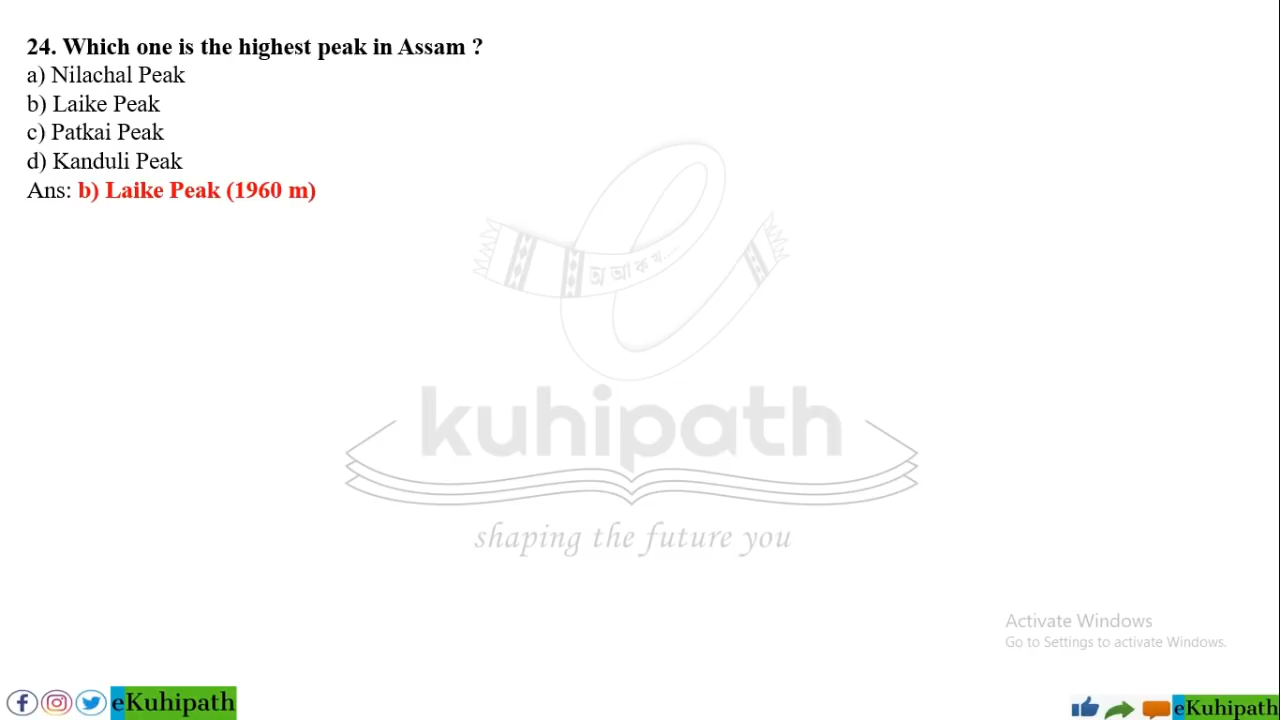 24. Which one is the highest peak in Assam ?
a) Nilachal Peak
b) Laike Peak
c) Patkai Peak
d) Kanduli Peak
Ans: b) Laike Peak (1960 m)
অ আ ক খ....
kuhipath
shaping the future you
Activate Windows
Go to Settings to activate Windows.
eKuhipath
eKuhipath